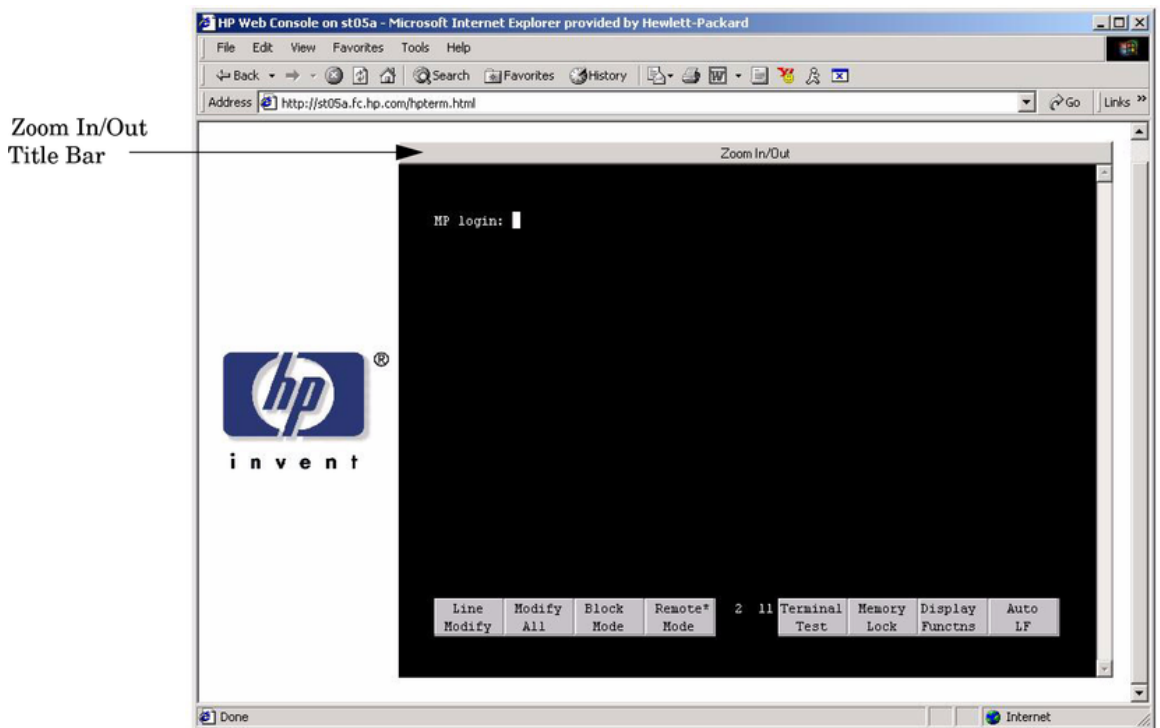 HP Web Console on st05a - Microsoft Internet Explorer provided by Hewlett-Packard
File Edit View Favorites Tools Help
Back Search Favorites History
Address http://st05a.fc.hp.com/hpterm.html Go Links »
Zoom In/Out
Title Bar
Zoom In/Out
MP login:
hp ®
invent
Line Modify Block Remote* 2 11 Terminal Memory Display Auto
Modify All Mode Mode Test Lock Functns LF
Done Internet